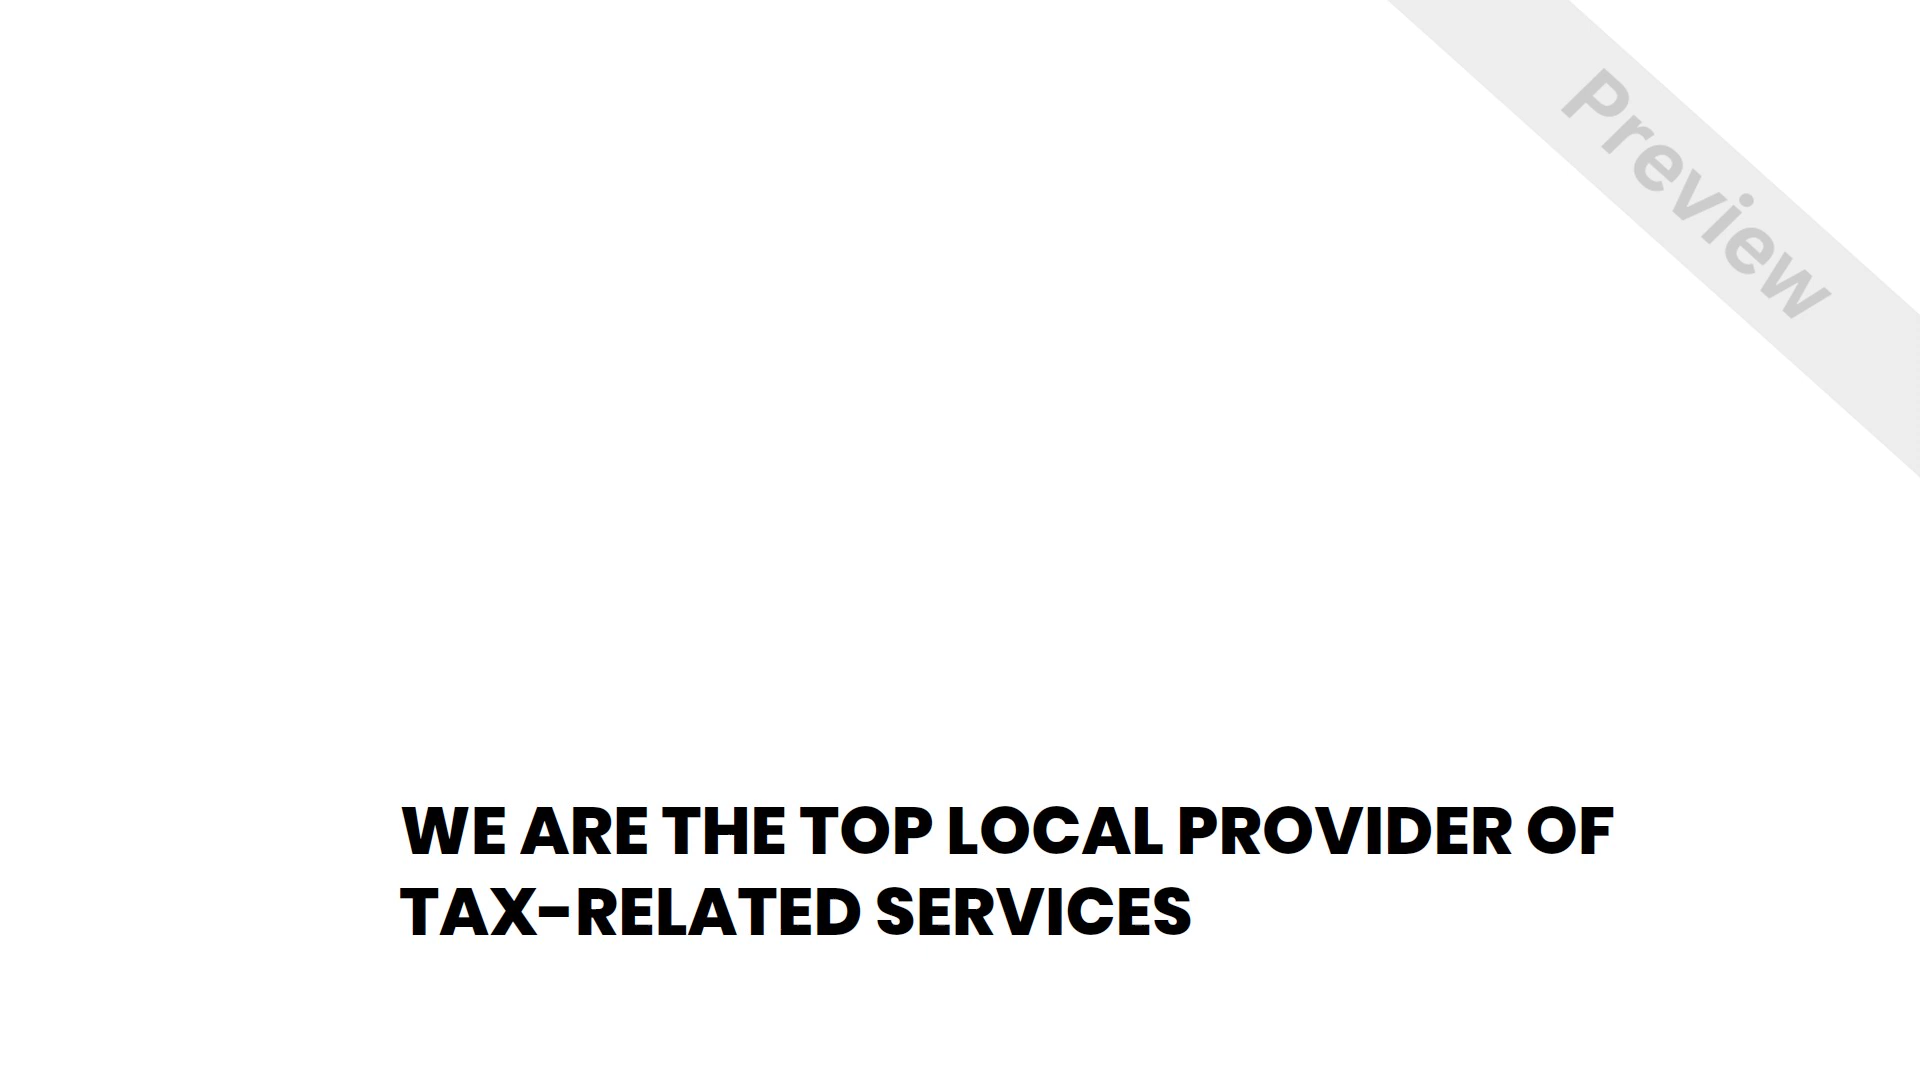 Preview
WE ARE THE TOP LOCAL PROVIDER OF
TAX-RELATED SERVICES